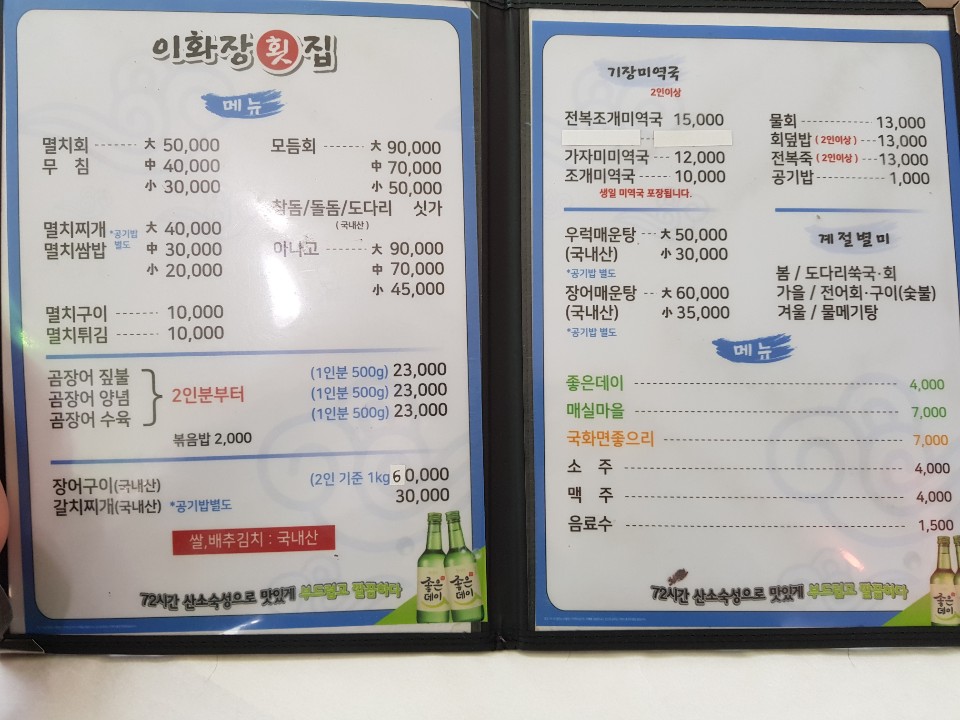 이화장횟집
메뉴
멸치회 -------- 大 50,000
무 침 中 40,000
小 30,000
멸치찌개 *공기밥 별도 大 40,000
멸치쌈밥 中 30,000
小 20,000
멸치구이 -------- 10,000
멸치튀김 -------- 10,000
모듬회 ------- 大 90,000
中 70,000
小 50,000
참돔/돌돔/도다리 싯가
(국내산)
아나고 ------- 大 90,000
中 70,000
小 45,000
곰장어 짚불 (1인분 500g) 23,000
곰장어 양념 } 2인분부터 (1인분 500g) 23,000
곰장어 수육 (1인분 500g) 23,000
볶음밥 2,000
장어구이(국내산) (2인 기준 1kg 60,000
갈치찌개(국내산) *공기밥별도 30,000
쌀,배추김치 : 국내산
72시간 산소숙성으로 맛있게 부드럽고 깔끔하다
좋은데이
좋은데이
기장미역국
2인이상
전복조개미역국 15,000
가자미미역국 --- 12,000
조개미역국 ----- 10,000
생일 미역국 포장됩니다.
우럭매운탕 --- 大 50,000
(국내산) 小 30,000
*공기밥 별도
장어매운탕 --- 大 60,000
(국내산) 小 35,000
*공기밥 별도
물회 ---------- 13,000
회덮밥 (2인이상) --- 13,000
전복죽 (2인이상) --- 13,000
공기밥 --------- 1,000
계절별미
봄 / 도다리쑥국·회
가을 / 전어회·구이(숯불)
겨울 / 물메기탕
메뉴
좋은데이 -------- 4,000
매실마을 -------- 7,000
국화면좋으리 -------- 7,000
소 주 -------- 4,000
맥 주 -------- 4,000
음료수 -------- 1,500
72시간 산소숙성으로 맛있게 부드럽고 깔끔하다
좋은데이